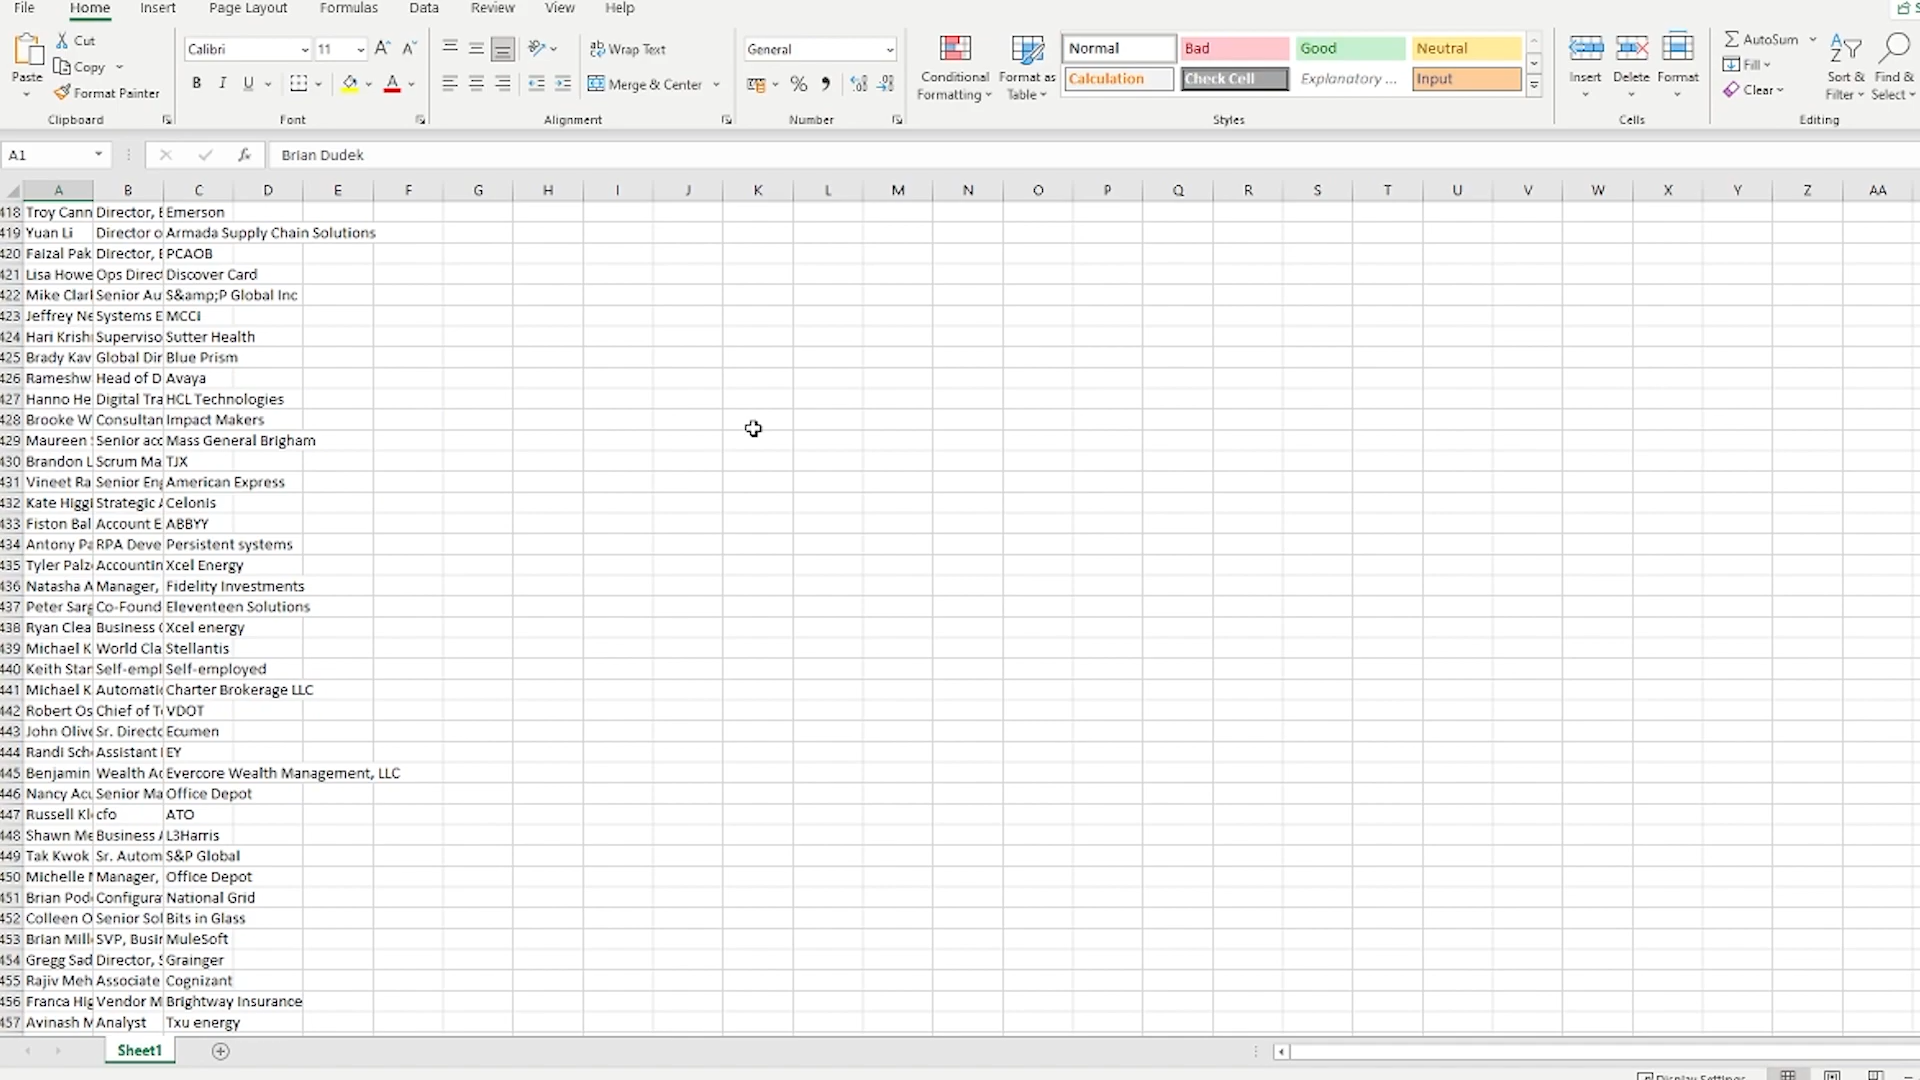 File Home Insert Page Layout Formulas Data Review View Help
Paste Cut Copy Format Painter Clipboard
Calibri 11 A A B I U A Font
Wrap Text Merge & Center Alignment
General % Number
Conditional Formatting Format as Table Normal Bad Good Neutral Calculation Check Cell Explanatory ... Input Styles
Insert Delete Format Cells
AutoSum Fill Clear Sort & Filter Find & Select Editing
A1 fx Brian Dudek
A B C D E F G H I J K L M N O P Q R S T U V W X Y Z AA
418 Troy Cann Director, E Emerson
419 Yuan Li Director o Armada Supply Chain Solutions
420 Faizal Pak Director, E PCAOB
421 Lisa Howe Ops Direc Discover Card
422 Mike Clar Senior Au S&amp;P Global Inc
423 Jeffrey Ne Systems E MCCI
424 Hari Krish Superviso Sutter Health
425 Brady Kav Global Dir Blue Prism
426 Rameshw Head of D Avaya
427 Hanno He Digital Tra HCL Technologies
428 Brooke W Consultan Impact Makers
429 Maureen Senior acc Mass General Brigham
430 Brandon L Scrum Ma TJX
431 Vineet Ra Senior Eng American Express
432 Kate Higg Strategic A Celonis
433 Fiston Bal Account E ABBYY
434 Antony Pa RPA Deve Persistent systems
435 Tyler Palz Accountin Xcel Energy
436 Natasha A Manager, Fidelity Investments
437 Peter Sarg Co-Found Eleventeen Solutions
438 Ryan Clea Business Xcel energy
439 Michael K World Cla Stellantis
440 Keith Star Self-empl Self-employed
441 Michael K Automati Charter Brokerage LLC
442 Robert Os Chief of T VDOT
443 John Olive Sr. Directo Ecumen
444 Randi Sch Assistant EY
445 Benjamin Wealth Ad Evercore Wealth Management, LLC
446 Nancy Acu Senior Ma Office Depot
447 Russell Kl cfo ATO
448 Shawn Me Business A L3Harris
449 Tak Kwok Sr. Autom S&P Global
450 Michelle Manager, Office Depot
451 Brian Pod Configura National Grid
452 Colleen O Senior Sol Bits in Glass
453 Brian Mill SVP, Busi MuleSoft
454 Gregg Sad Director, S Grainger
455 Rajiv Meh Associate Cognizant
456 Franca Hig Vendor M Brightway Insurance
457 Avinash M Analyst Txu energy
Sheet1